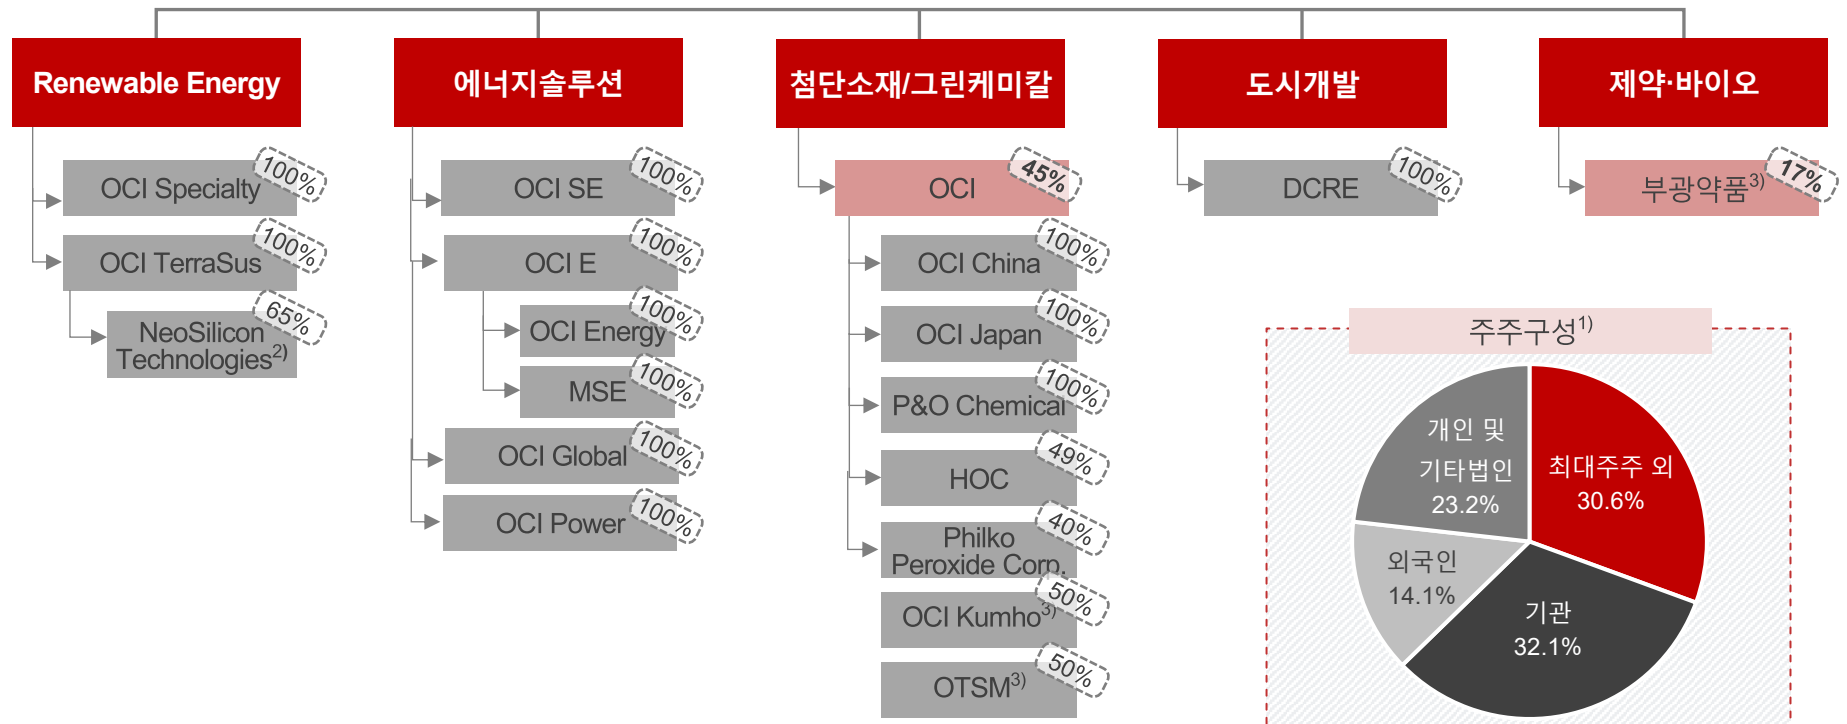 Renewable Energy
OCI Specialty
100%
OCI TerraSus
100%
NeoSilicon
Technologies2)
65%
에너지솔루션
OCI SE
100%
OCI E
100%
OCI Energy
100%
MSE
100%
OCI Global
100%
OCI Power
100%
첨단소재/그린케미칼
OCI
45%
OCI China
100%
OCI Japan
100%
P&O Chemical
100%
HOC
49%
Philko
Peroxide Corp.
40%
OCI Kumho3)
50%
OTSM3)
50%
도시개발
DCRE
100%
제약·바이오
부광약품3)
17%
주주구성1)
개인 및
기타법인
23.2%
최대주주 외
30.6%
외국인
14.1%
기관
32.1%